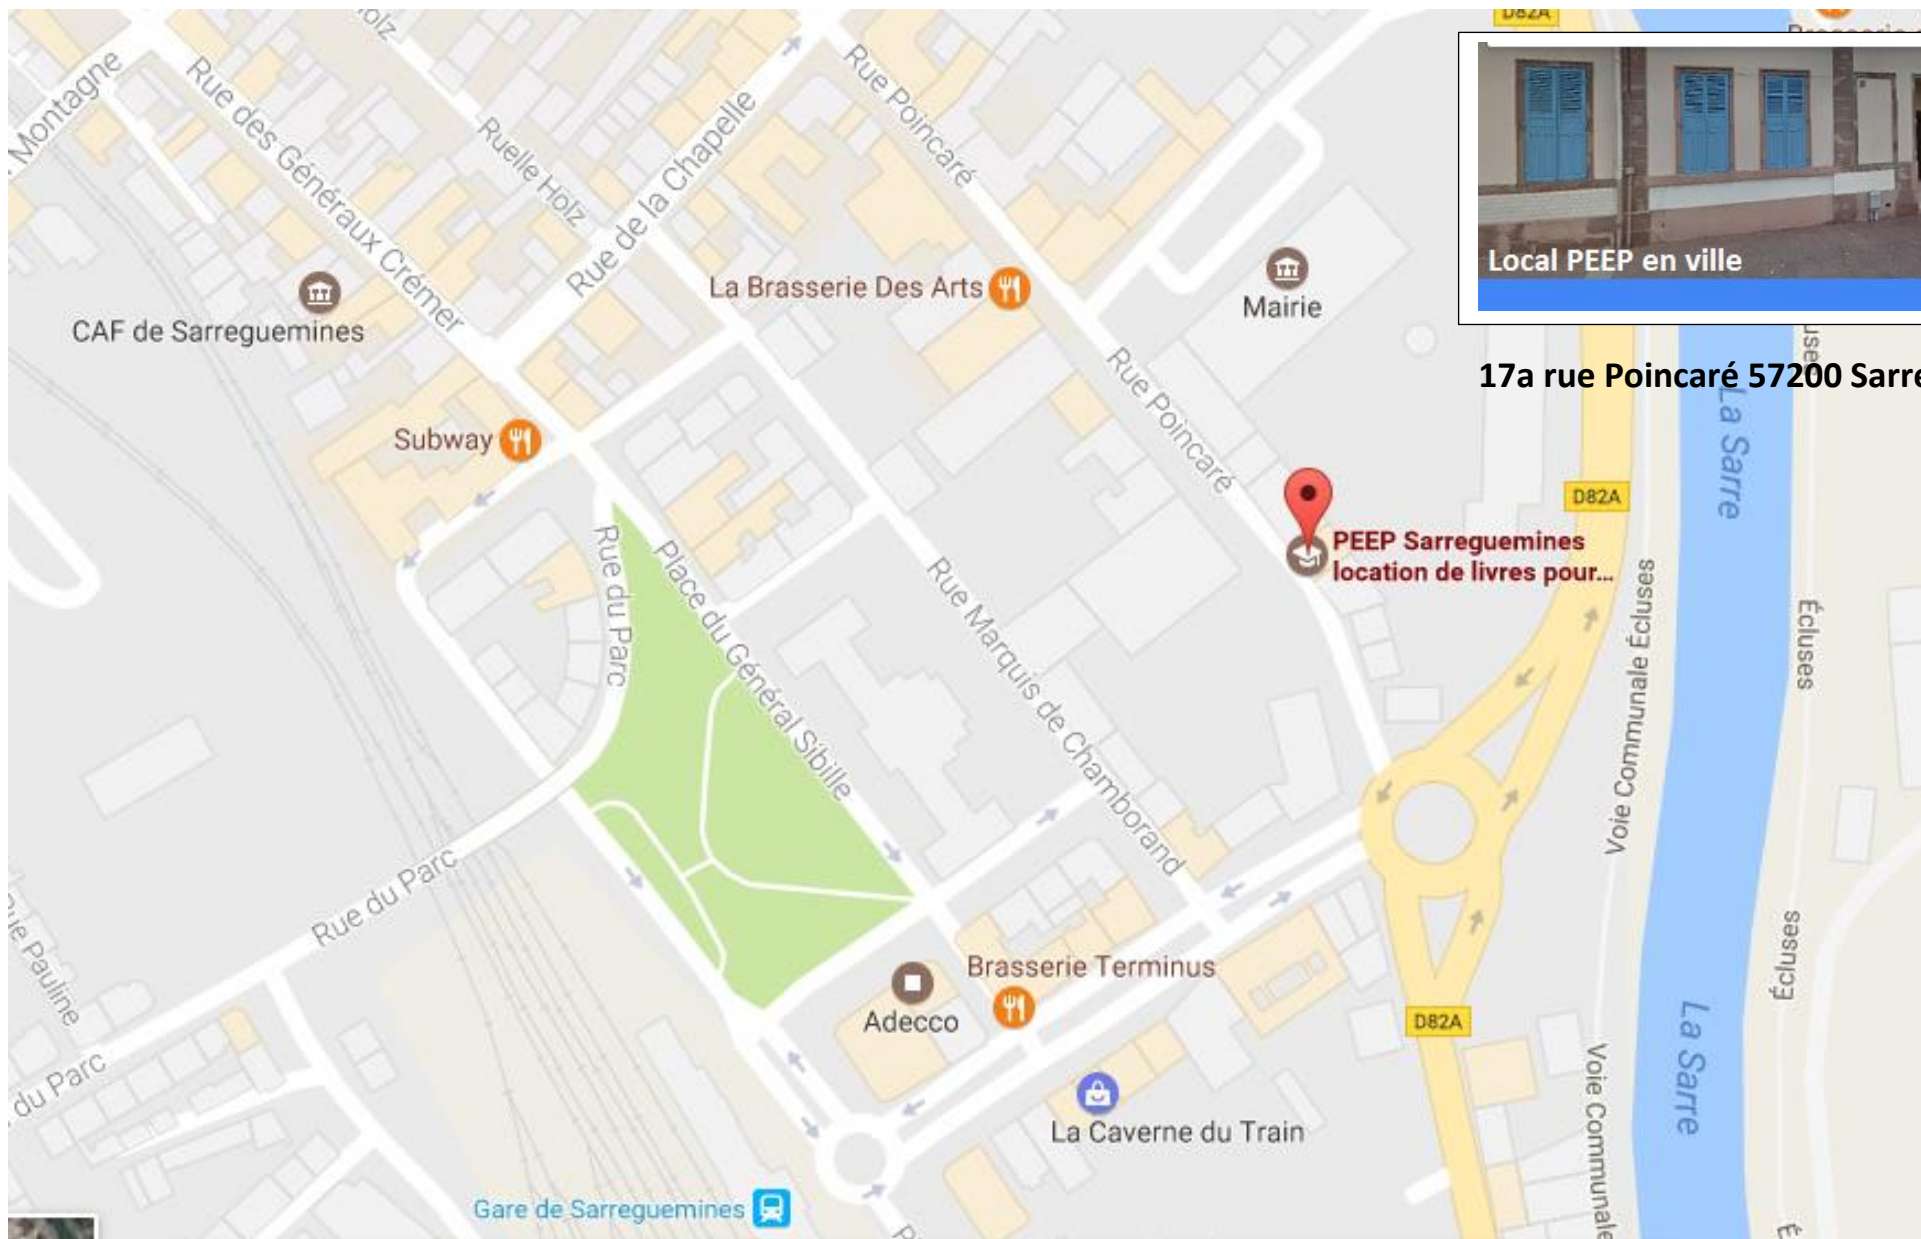 D82A
Montagne
Rue des Généraux Crémer
Holz
Ruelle Holz
Rue de la Chapelle
Rue Poincaré
Local PEEP en ville
17a rue Poincaré 57200 Sarre
CAF de Sarreguemines
La Brasserie Des Arts
Mairie
Rue Poincaré
Subway
La Sarre
D82A
PEEP Sarreguemines
location de livres pour...
Rue du Parc
Place du Général Sibille
Rue Marquis de Chamborand
Voie Communale Écluses
Écluses
Rue du Parc
Rue Pauline
du Parc
Brasserie Terminus
Adecco
D82A
Écluses
La Sarre
Voie Communale
La Caverne du Train
Gare de Sarreguemines